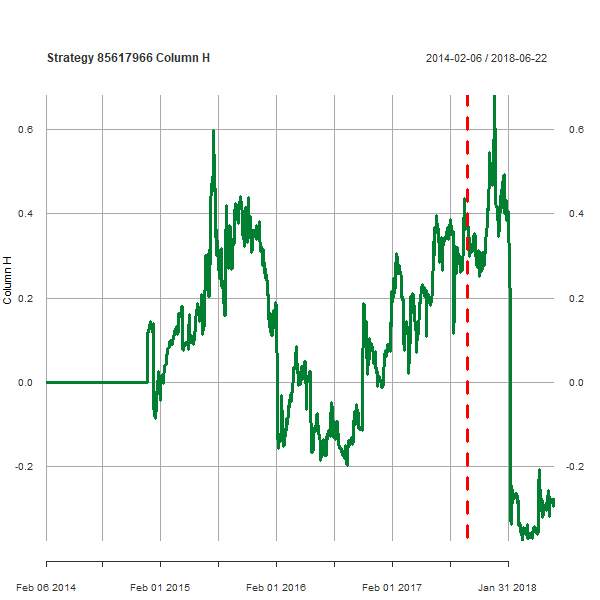 Strategy 85617966 Column H
2014-02-06 / 2018-06-22
0.6 0.6
0.4 0.4
0.2 0.2
0.0 0.0
-0.2 -0.2
Column H
Feb 06 2014 Feb 01 2015 Feb 01 2016 Feb 01 2017 Jan 31 2018